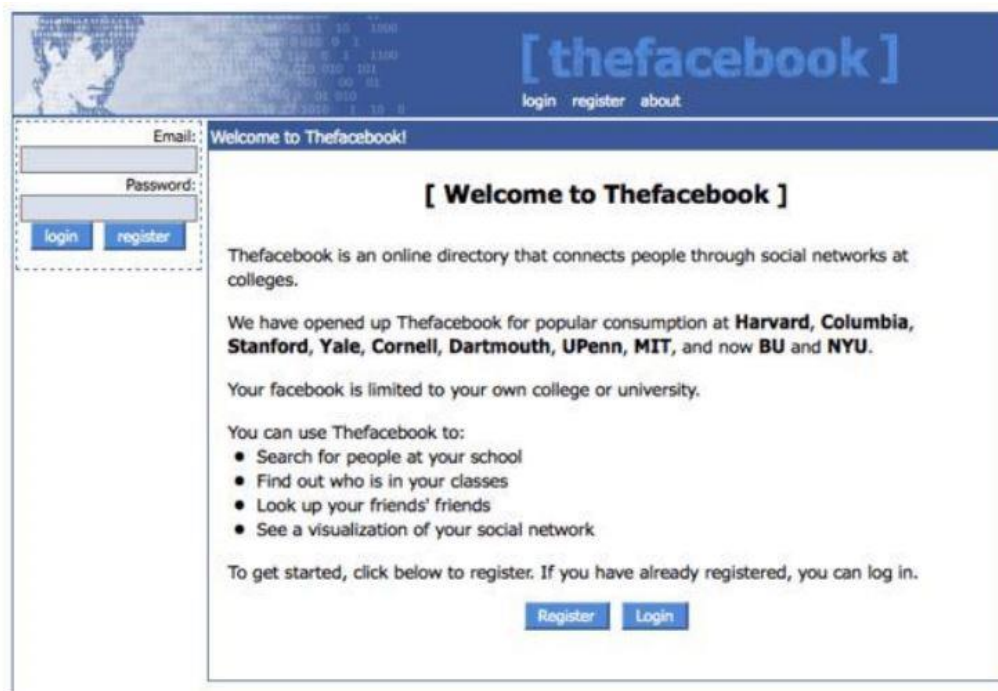 [ thefacebook ]
login register about
Email:
Password:
login register
Welcome to Thefacebook!
[ Welcome to Thefacebook ]
Thefacebook is an online directory that connects people through social networks at
colleges.
We have opened up Thefacebook for popular consumption at Harvard, Columbia,
Stanford, Yale, Cornell, Dartmouth, UPenn, MIT, and now BU and NYU.
Your facebook is limited to your own college or university.
You can use Thefacebook to:
• Search for people at your school
• Find out who is in your classes
• Look up your friends' friends
• See a visualization of your social network
To get started, click below to register. If you have already registered, you can log in.
Register Login